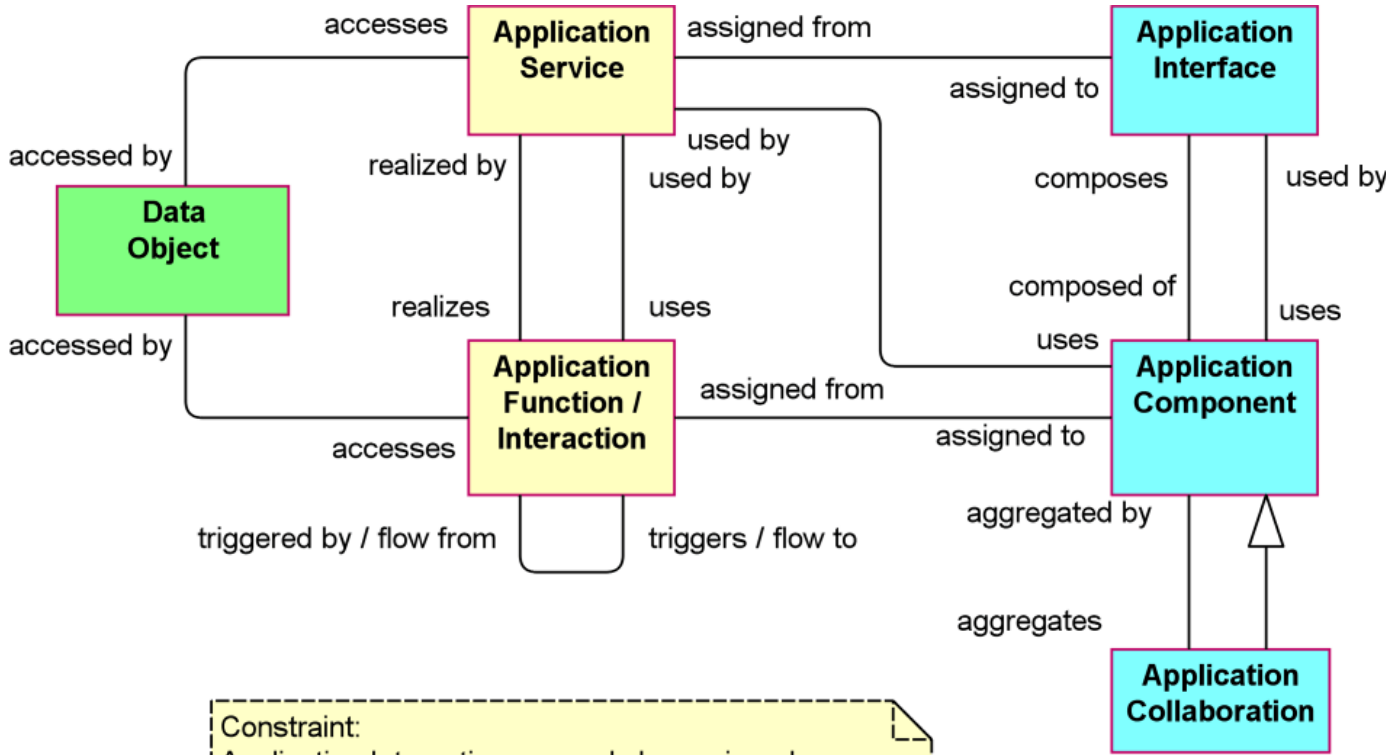 accesses
Application
Service
assigned from
Application
Interface
assigned to
accessed by
realized by
used by
used by
composes
used by
Data
Object
composed of
realizes
uses
uses
uses
accessed by
Application
Function /
Interaction
assigned from
Application
Component
accesses
assigned to
triggered by / flow from
triggers / flow to
aggregated by
aggregates
Application
Collaboration
Constraint: